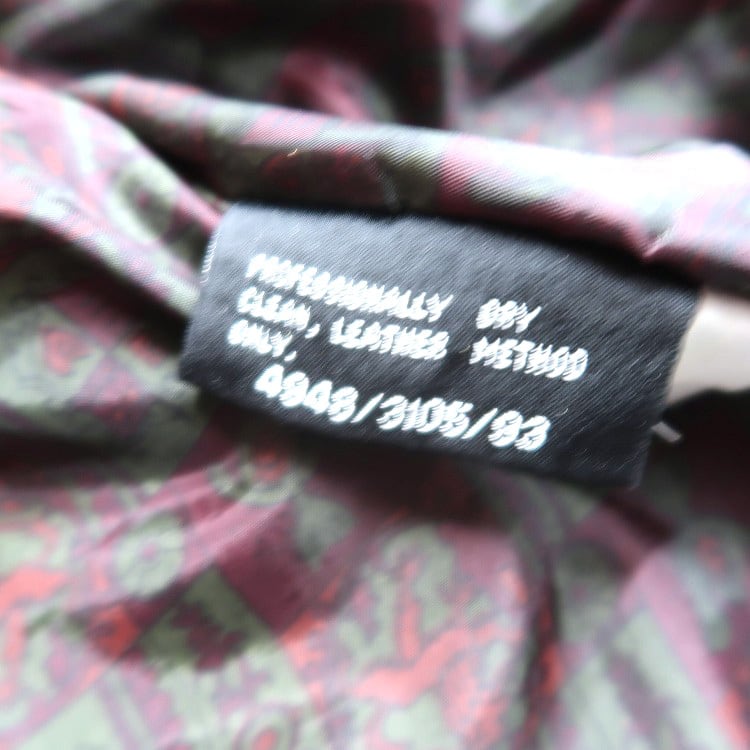 PROFESSIONALLY DRY
CLEAN, LEATHER METHOD
ONLY,
4948/3105/93